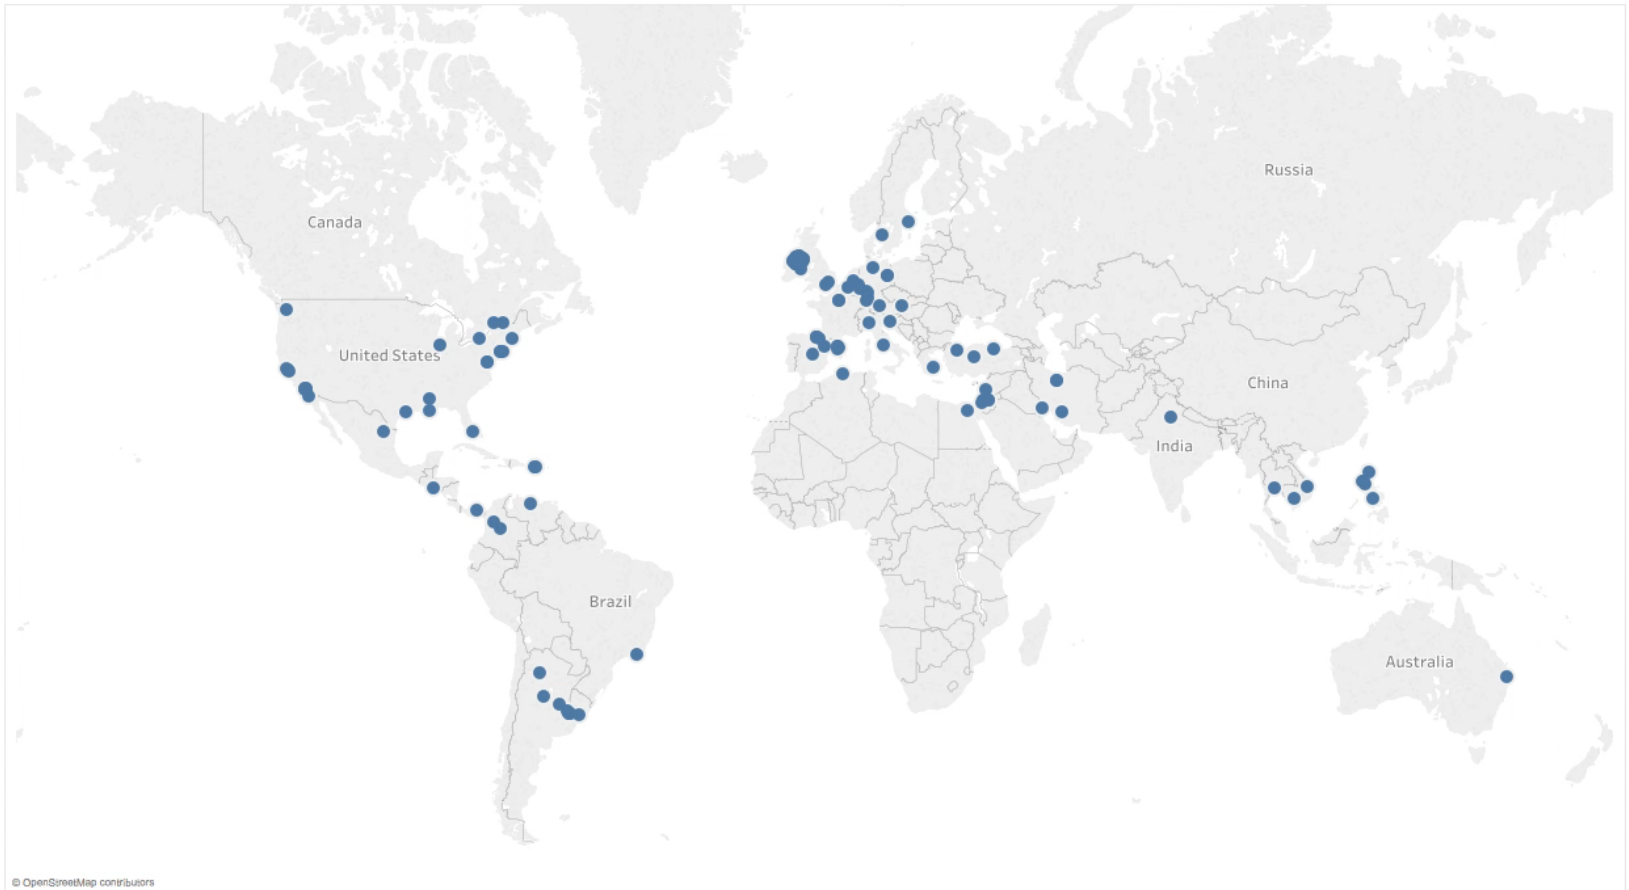 Russia
Canada
United States
China
India
Brazil
Australia
© OpenStreetMap contributors